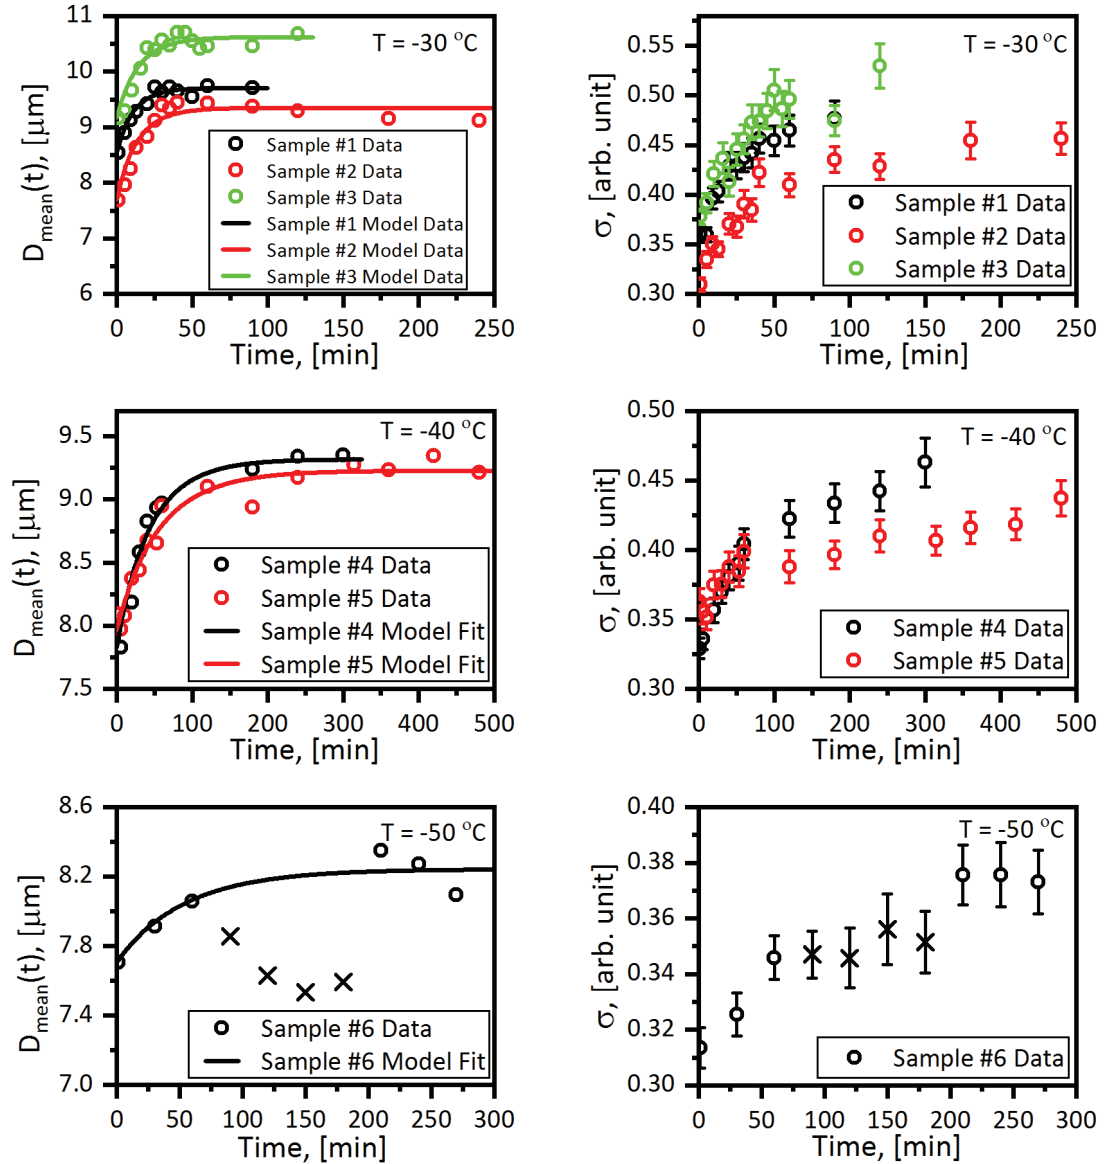 11
10
9
8
7
6
D_mean(t), [μm]
T = -30 °C
Sample #1 Data
Sample #2 Data
Sample #3 Data
Sample #1 Model Data
Sample #2 Model Data
Sample #3 Model Data
0 50 100 150 200 250
Time, [min]
0.55
0.50
0.45
0.40
0.35
0.30
σ, [arb. unit]
T = -30 °C
Sample #1 Data
Sample #2 Data
Sample #3 Data
0 50 100 150 200 250
Time, [min]
9.5
9.0
8.5
8.0
7.5
D_mean(t), [μm]
T = -40 °C
Sample #4 Data
Sample #5 Data
Sample #4 Model Fit
Sample #5 Model Fit
0 100 200 300 400 500
Time, [min]
0.50
0.45
0.40
0.35
0.30
σ, [arb. unit]
T = -40 °C
Sample #4 Data
Sample #5 Data
0 100 200 300 400 500
Time, [min]
8.6
8.2
7.8
7.4
7.0
D_mean(t), [μm]
T = -50 °C
Sample #6 Data
Sample #6 Model Fit
0 50 100 150 200 250 300
Time, [min]
0.40
0.38
0.36
0.34
0.32
0.30
σ, [arb. unit]
T = -50 °C
Sample #6 Data
0 50 100 150 200 250 300
Time, [min]